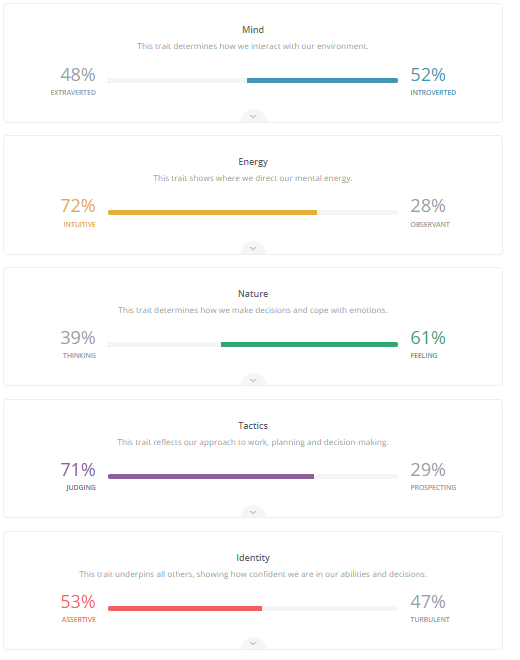 Mind
This trait determines how we interact with our environment.
48%
52%
EXTRAVERTED
INTROVERTED
Energy
This trait shows where we direct our mental energy.
72%
28%
INTUITIVE
OBSERVANT
Nature
This trait determines how we make decisions and cope with emotions.
39%
61%
THINKING
FEELING
Tactics
This trait reflects our approach to work, planning and decision-making.
71%
29%
JUDGING
PROSPECTING
Identity
This trait underpins all others, showing how confident we are in our abilities and decisions.
53%
47%
ASSERTIVE
TURBULENT